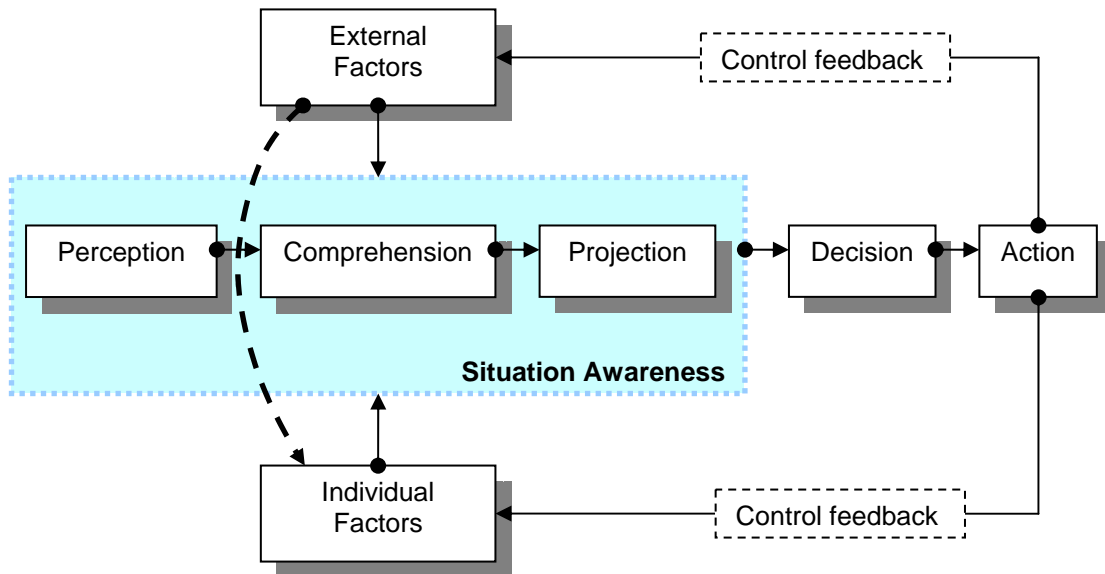 External
Factors
Control feedback
Perception
Comprehension
Projection
Decision
Action
Situation Awareness
Individual
Factors
Control feedback